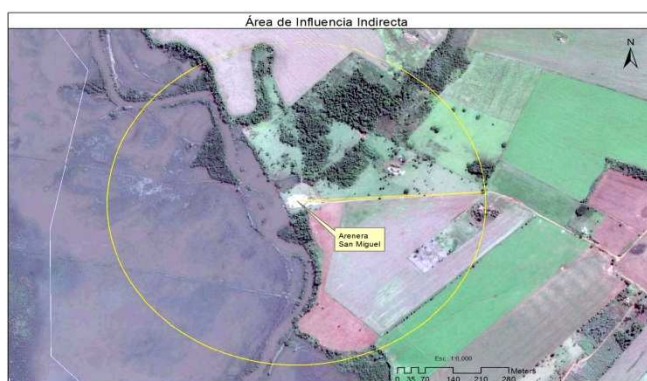 Área de Influencia Indirecta
N
Arenera
San Miguel
Esc.: 1:6,000
Meters
0 35 70 140 210 280